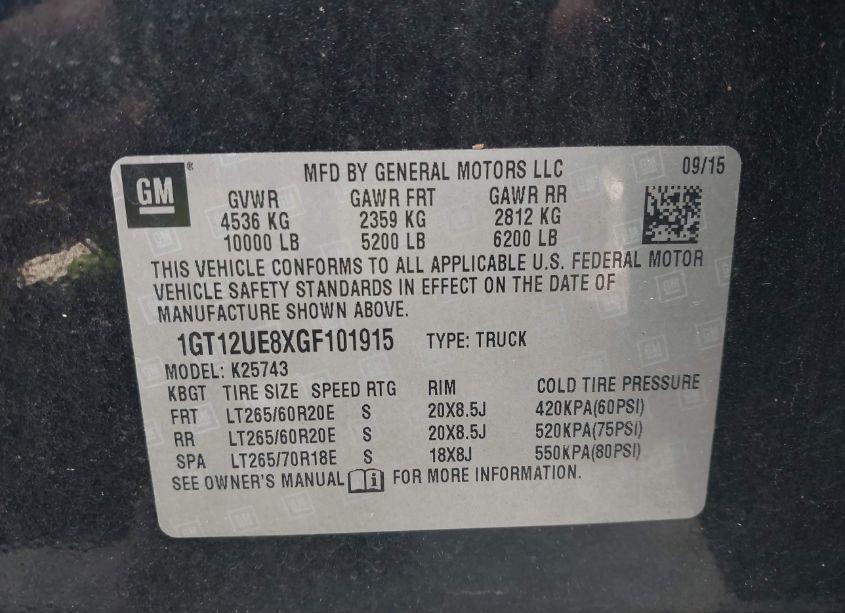 GM ® MFD BY GENERAL MOTORS LLC 09/15
GVWR GAWR FRT GAWR RR
4536 KG 2359 KG 2812 KG
10000 LB 5200 LB 6200 LB
THIS VEHICLE CONFORMS TO ALL APPLICABLE U.S. FEDERAL MOTOR
VEHICLE SAFETY STANDARDS IN EFFECT ON THE DATE OF
MANUFACTURE SHOWN ABOVE.
1GT12UE8XGF101915 TYPE: TRUCK
MODEL: K25743
KBGT TIRE SIZE SPEED RTG RIM COLD TIRE PRESSURE
FRT LT265/60R20E S 20X8.5J 420KPA(60PSI)
RR LT265/60R20E S 20X8.5J 520KPA(75PSI)
SPA LT265/70R18E S 18X8J 550KPA(80PSI)
SEE OWNER'S MANUAL i FOR MORE INFORMATION.